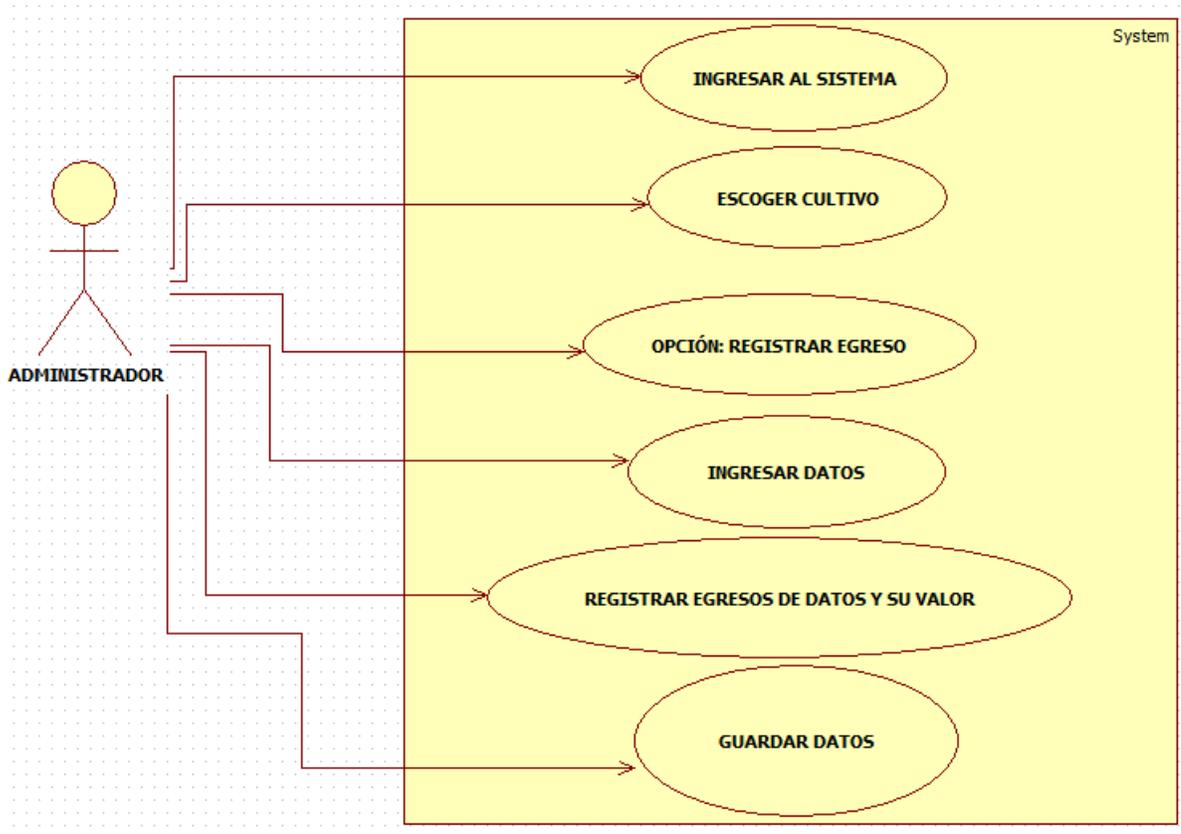 System
INGRESAR AL SISTEMA
ESCOGER CULTIVO
OPCIÓN: REGISTRAR EGRESO
ADMINISTRADOR
INGRESAR DATOS
REGISTRAR EGRESOS DE DATOS Y SU VALOR
GUARDAR DATOS